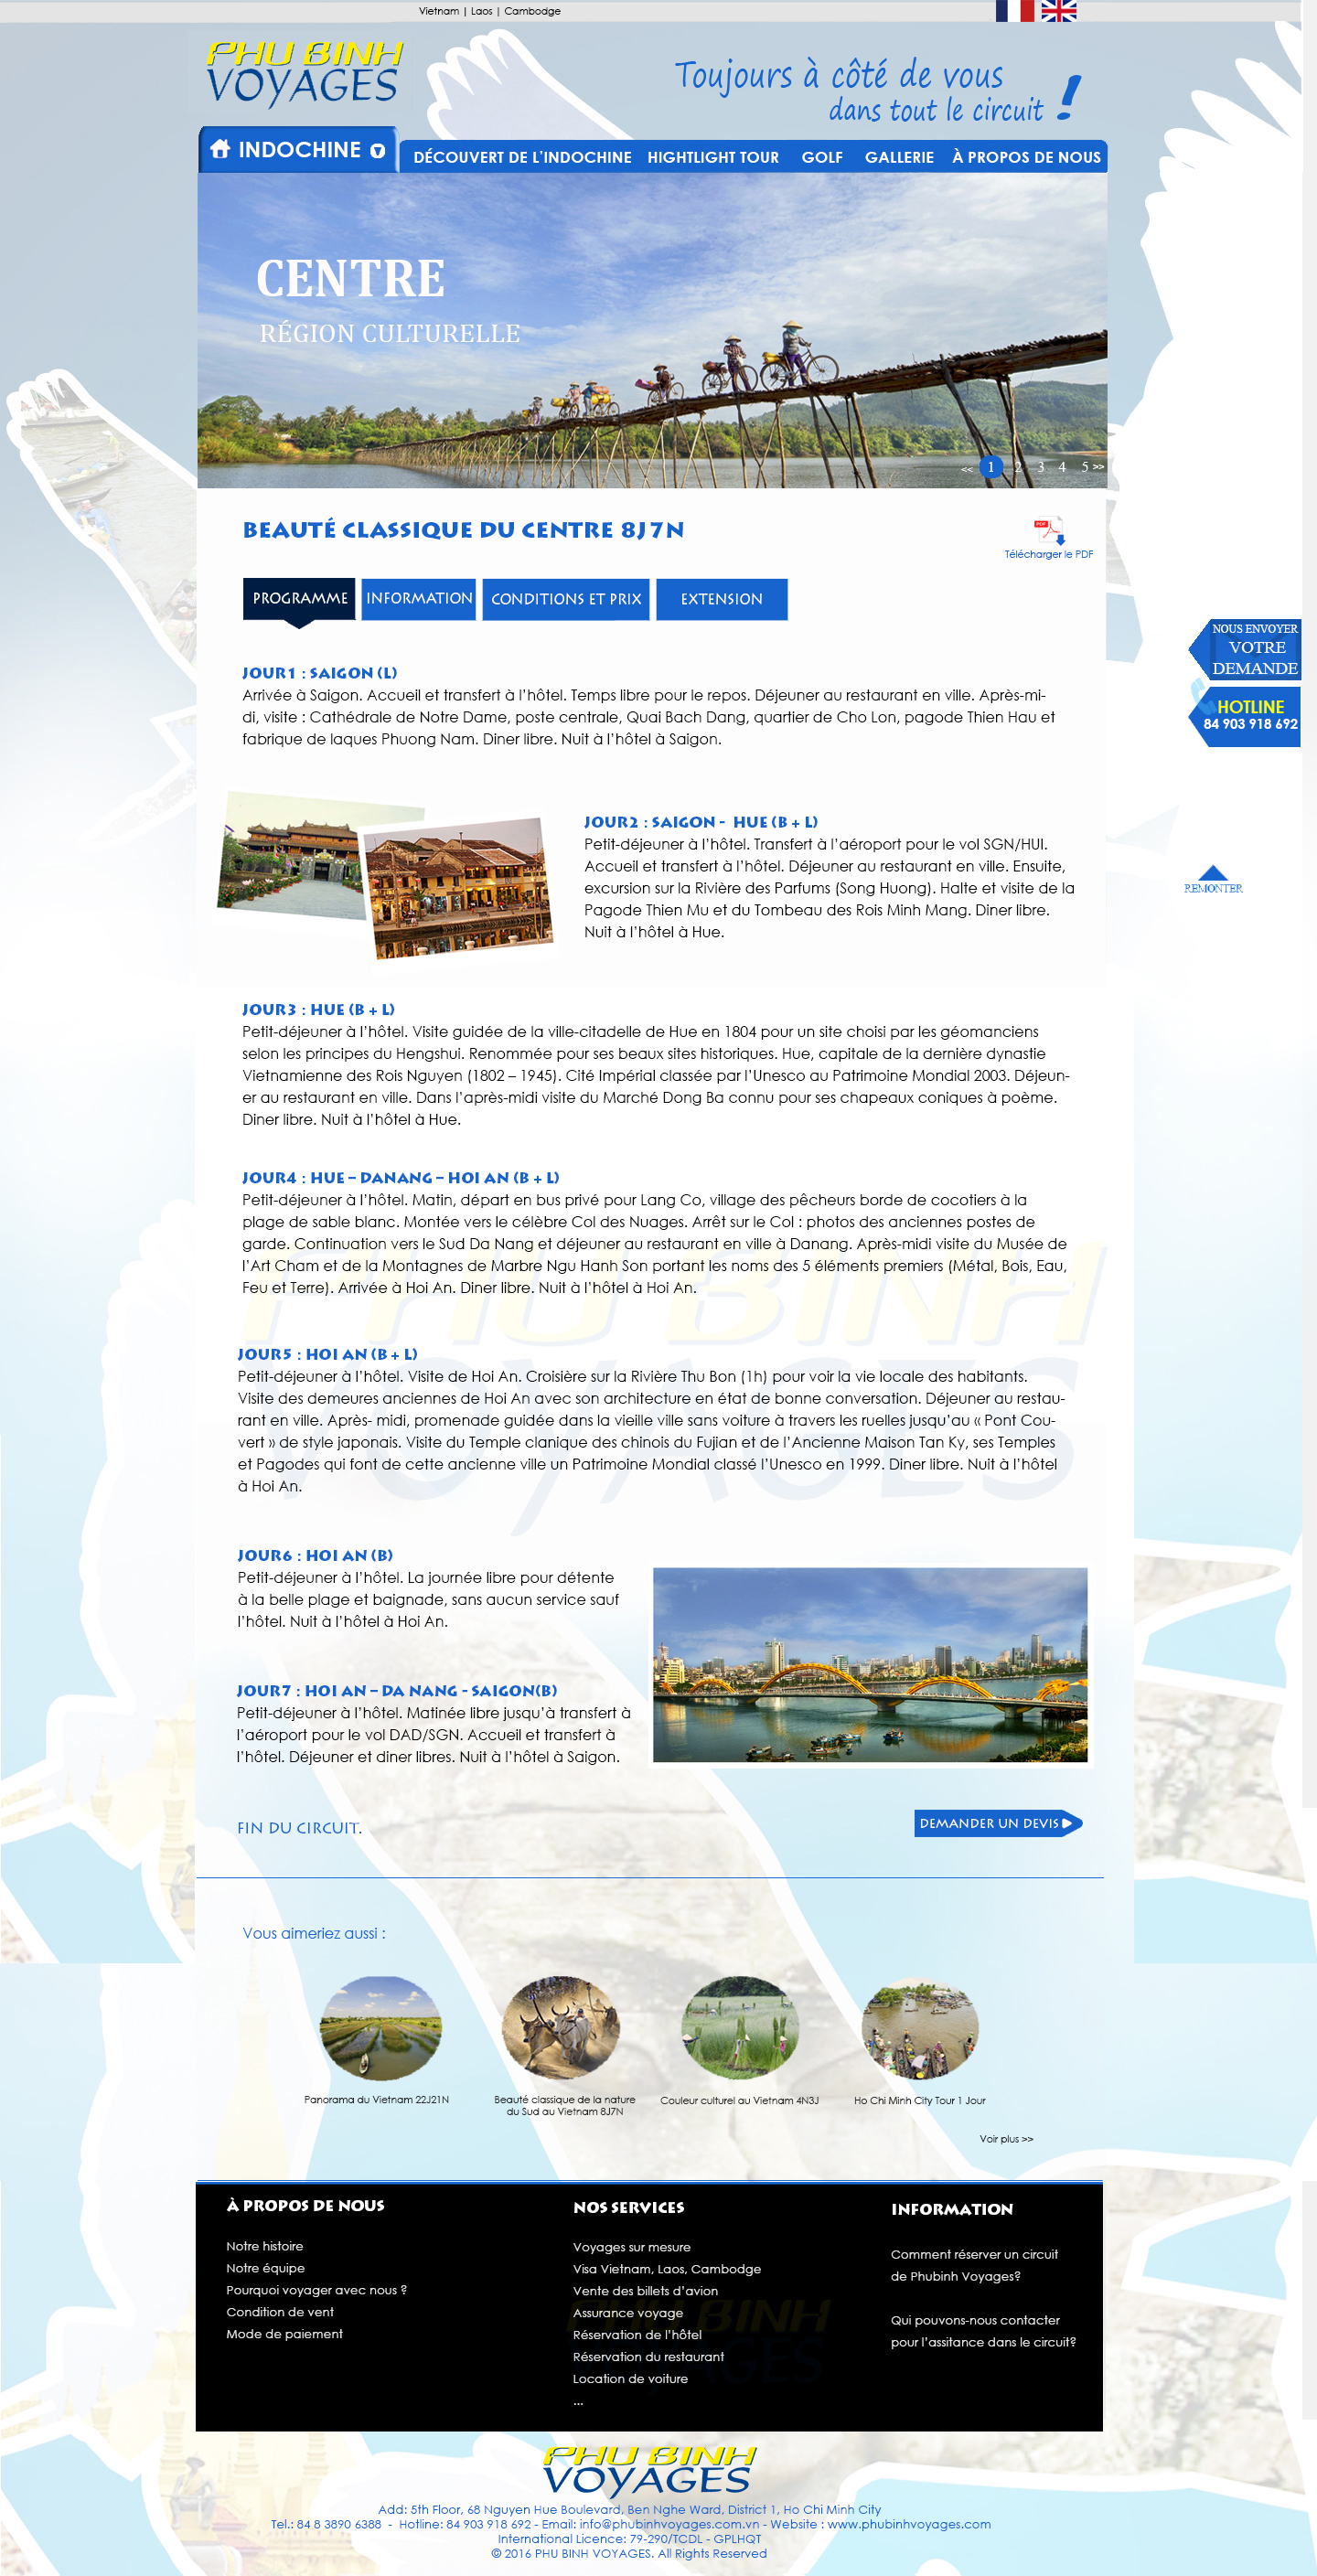 Vietnam | Laos | Cambodge
PHU BINH
VOYAGES
Toujours à côté de vous
dans tout le circuit !
INDOCHINE
DÉCOUVERT DE L'INDOCHINE HIGHTLIGHT TOUR GOLF GALLERIE À PROPOS DE NOUS
CENTRE
RÉGION CULTURELLE
<< 1 2 3 4 5 >>
BEAUTÉ CLASSIQUE DU CENTRE 8J7N
PDF
Télécharger le PDF
PROGRAMME INFORMATION CONDITIONS ET PRIX EXTENSION
NOUS ENVOYER
VOTRE
DEMANDE
HOTLINE
84 903 918 692
REMONTER
JOUR1 : SAIGON (L)
Arrivée à Saigon. Accueil et transfert à l'hôtel. Temps libre pour le repos. Déjeuner au restaurant en ville. Après-mi-
di, visite : Cathédrale de Notre Dame, poste centrale, Quai Bach Dang, quartier de Cho Lon, pagode Thien Hau et
fabrique de laques Phuong Nam. Diner libre. Nuit à l'hôtel à Saigon.
JOUR2 : SAIGON - HUE (B + L)
Petit-déjeuner à l'hôtel. Transfert à l'aéroport pour le vol SGN/HUI.
Accueil et transfert à l'hôtel. Déjeuner au restaurant en ville. Ensuite,
excursion sur la Rivière des Parfums (Song Huong). Halte et visite de la
Pagode Thien Mu et du Tombeau des Rois Minh Mang. Diner libre.
Nuit à l'hôtel à Hue.
JOUR3 : HUE (B + L)
Petit-déjeuner à l'hôtel. Visite guidée de la ville-citadelle de Hue en 1804 pour un site choisi par les géomanciens
selon les principes du Hengshui. Renommée pour ses beaux sites historiques. Hue, capitale de la dernière dynastie
Vietnamienne des Rois Nguyen (1802 – 1945). Cité Impérial classée par l'Unesco au Patrimoine Mondial 2003. Déjeun-
er au restaurant en ville. Dans l'après-midi visite du Marché Dong Ba connu pour ses chapeaux coniques à poème.
Diner libre. Nuit à l'hôtel à Hue.
JOUR4 : HUE – DANANG – HOI AN (B + L)
Petit-déjeuner à l'hôtel. Matin, départ en bus privé pour Lang Co, village des pêcheurs borde de cocotiers à la
plage de sable blanc. Montée vers le célèbre Col des Nuages. Arrêt sur le Col : photos des anciennes postes de
garde. Continuation vers le Sud Da Nang et déjeuner au restaurant en ville à Danang. Après-midi visite du Musée de
l'Art Cham et de la Montagnes de Marbre Ngu Hanh Son portant les noms des 5 éléments premiers (Métal, Bois, Eau,
Feu et Terre). Arrivée à Hoi An. Diner libre. Nuit à l'hôtel à Hoi An.
PHU BINH
VOYAGES
JOUR5 : HOI AN (B + L)
Petit-déjeuner à l'hôtel. Visite de Hoi An. Croisière sur la Rivière Thu Bon (1h) pour voir la vie locale des habitants.
Visite des demeures anciennes de Hoi An avec son architecture en état de bonne conversation. Déjeuner au restau-
rant en ville. Après- midi, promenade guidée dans la vieille ville sans voiture à travers les ruelles jusqu'au « Pont Cou-
vert » de style japonais. Visite du Temple clanique des chinois du Fujian et de l'Ancienne Maison Tan Ky, ses Temples
et Pagodes qui font de cette ancienne ville un Patrimoine Mondial classé l'Unesco en 1999. Diner libre. Nuit à l'hôtel
à Hoi An.
JOUR6 : HOI AN (B)
Petit-déjeuner à l'hôtel. La journée libre pour détente
à la belle plage et baignade, sans aucun service sauf
l'hôtel. Nuit à l'hôtel à Hoi An.
JOUR7 : HOI AN – DA NANG - SAIGON(B)
Petit-déjeuner à l'hôtel. Matinée libre jusqu'à transfert à
l'aéroport pour le vol DAD/SGN. Accueil et transfert à
l'hôtel. Déjeuner et diner libres. Nuit à l'hôtel à Saigon.
FIN DU CIRCUIT.
DEMANDER UN DEVIS
Vous aimeriez aussi :
Panorama du Vietnam 22J21N
Beauté classique de la nature
du Sud au Vietnam 8J7N
Couleur culturel au Vietnam 4N3J
Ho Chi Minh City Tour 1 Jour
Voir plus >>
À PROPOS DE NOUS
Notre histoire
Notre équipe
Pourquoi voyager avec nous ?
Condition de vent
Mode de paiement
NOS SERVICES
Voyages sur mesure
Visa Vietnam, Laos, Cambodge
Vente des billets d'avion
Assurance voyage
Réservation de l'hôtel
Réservation du restaurant
Location de voiture
...
PHU BINH
VOYAGES
INFORMATION
Comment réserver un circuit
de Phubinh Voyages?
Qui pouvons-nous contacter
pour l'assitance dans le circuit?
PHU BINH
VOYAGES
Add: 5th Floor, 68 Nguyen Hue Boulevard, Ben Nghe Ward, District 1, Ho Chi Minh City
Tel.: 84 8 3890 6388 - Hotline: 84 903 918 692 - Email: info@phubinhvoyages.com.vn - Website : www.phubinhvoyages.com
International Licence: 79-290/TCDL - GPLHQT
© 2016 PHU BINH VOYAGES. All Rights Reserved